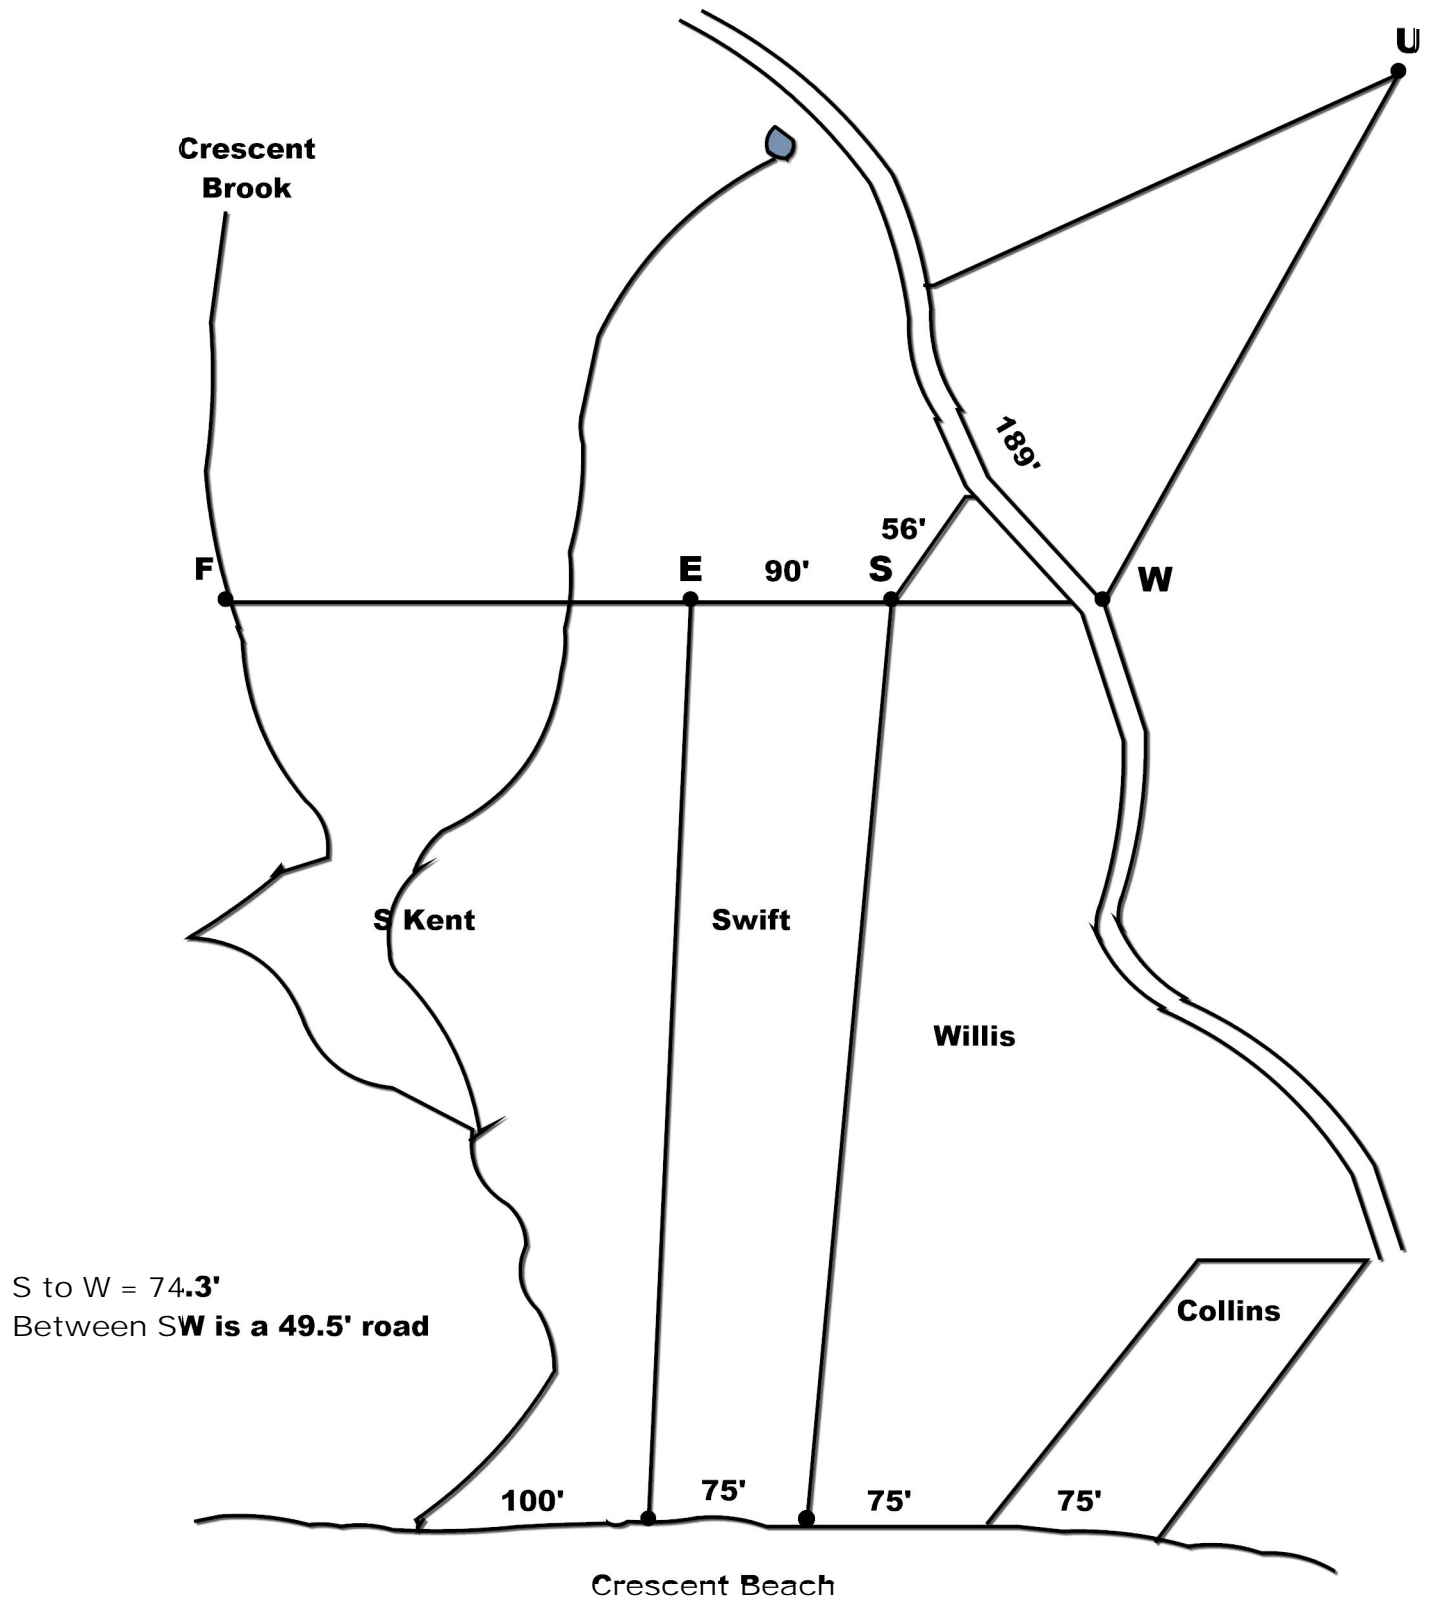 U
Crescent
Brook
189'
56'
F
E
90'
S
W
S Kent
Swift
Willis
S to W = 74.3'
Between SW is a 49.5' road
Collins
100'
75'
75'
75'
Crescent Beach